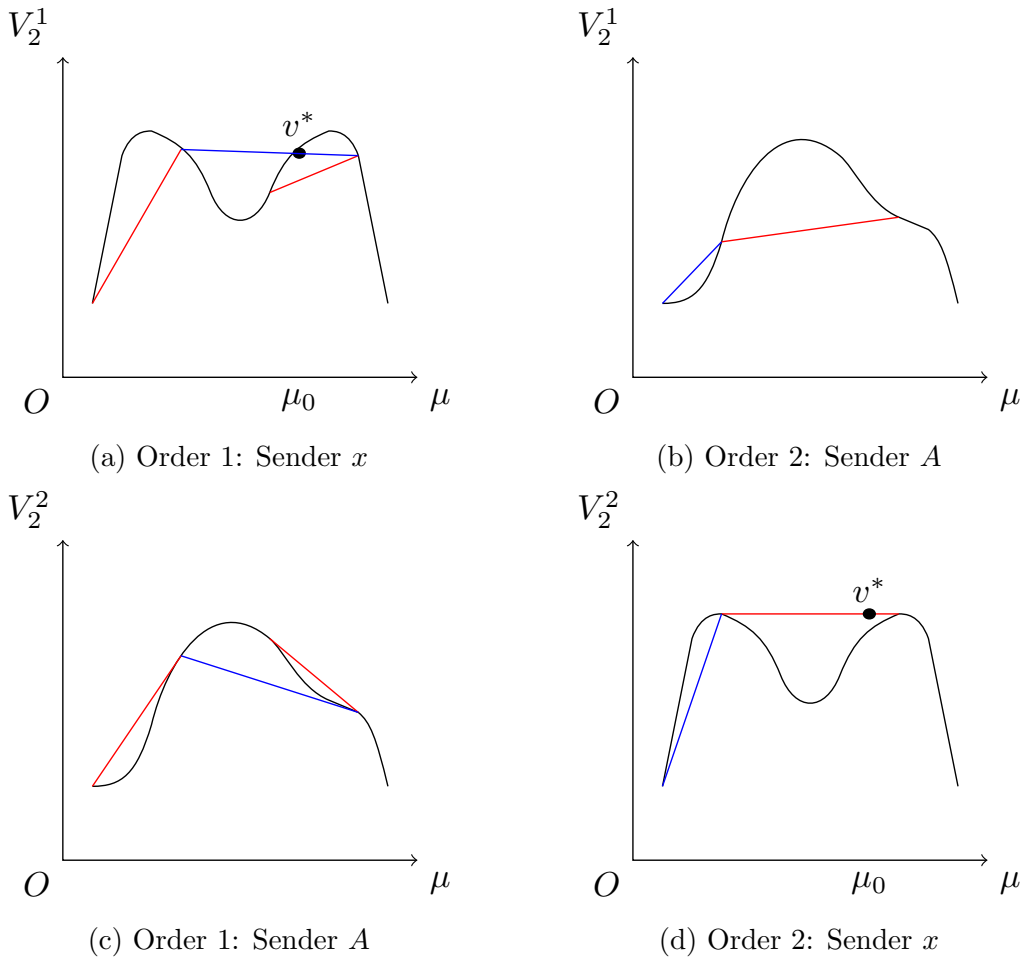 V_2^1
v*
O
μ_0
μ
(a) Order 1: Sender x
V_2^1
O
μ
(b) Order 2: Sender A
V_2^2
O
μ
(c) Order 1: Sender A
V_2^2
v*
O
μ_0
μ
(d) Order 2: Sender x